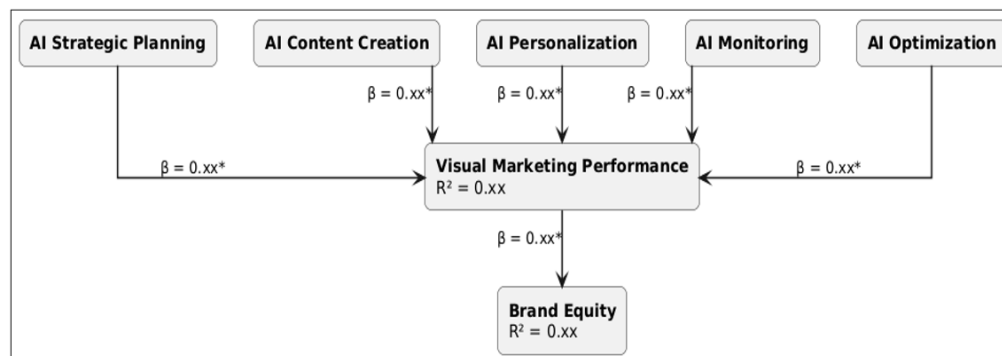 AI Strategic Planning
AI Content Creation
AI Personalization
AI Monitoring
AI Optimization
β = 0.xx*
β = 0.xx*
β = 0.xx*
β = 0.xx*
Visual Marketing Performance
R² = 0.xx
β = 0.xx*
β = 0.xx*
Brand Equity
R² = 0.xx